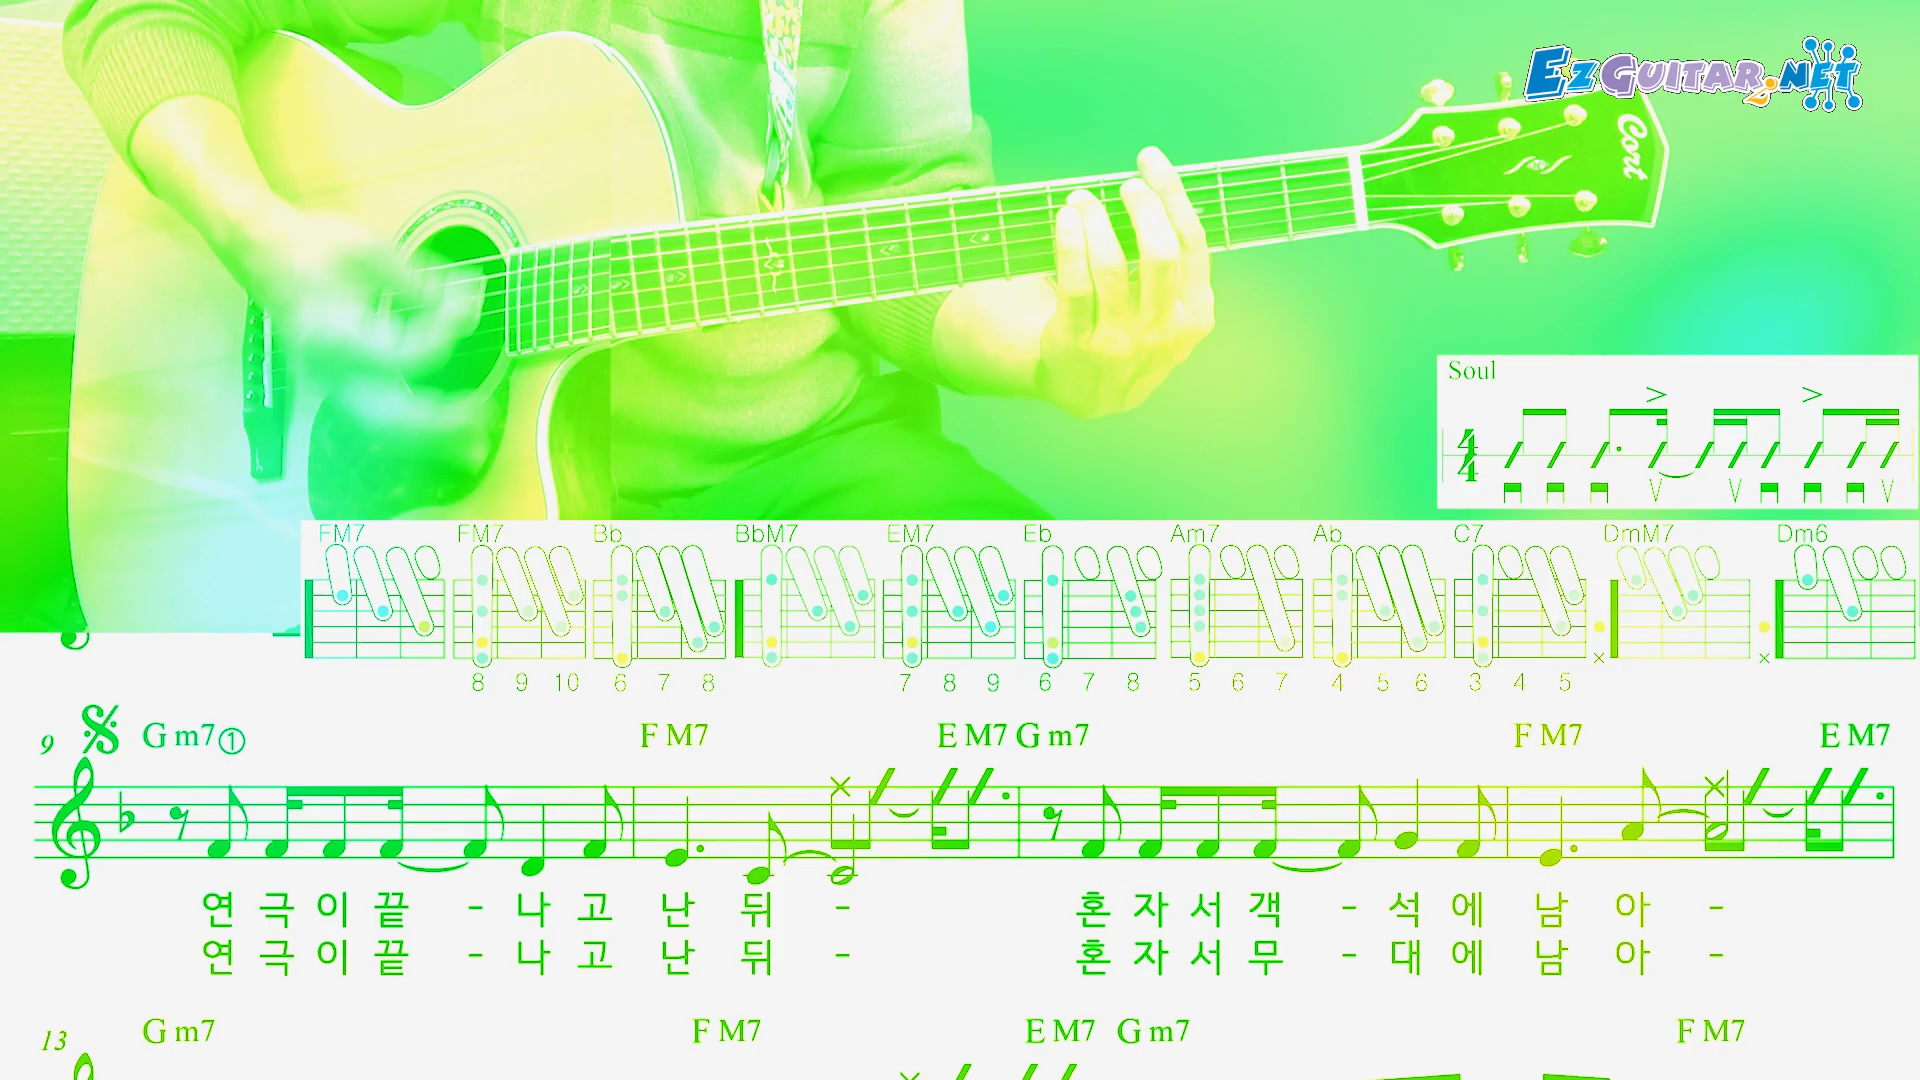 EzGuitar2.net
Cort
Soul
4
4
FM7 FM7 Bb BbM7 EM7 Eb Am7 Ab C7 DmM7 Dm6
8 9 10 6 7 8 7 8 9 6 7 8 5 6 7 4 5 6 3 4 5
9 Gm7① FM7 EM7 Gm7 FM7 EM7
연 극 이 끝 - 나 고 난 뒤 - 혼 자 서 객 - 석 에 남 아 -
연 극 이 끝 - 나 고 난 뒤 - 혼 자 서 무 - 대 에 남 아 -
13 Gm7 FM7 EM7 Gm7 FM7